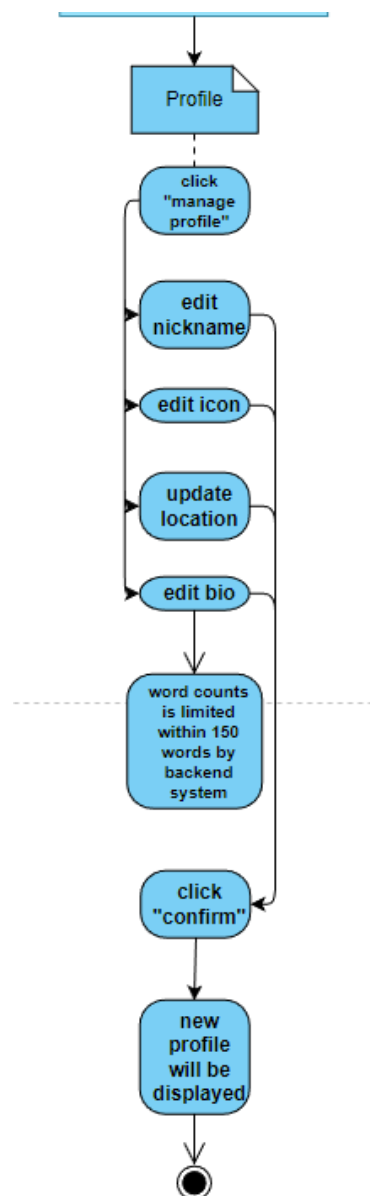 Profile
click
"manage
profile"
edit
nickname
edit icon
update
location
edit bio
word counts
is limited
within 150
words by
backend
system
click
"confirm"
new
profile
will be
displayed